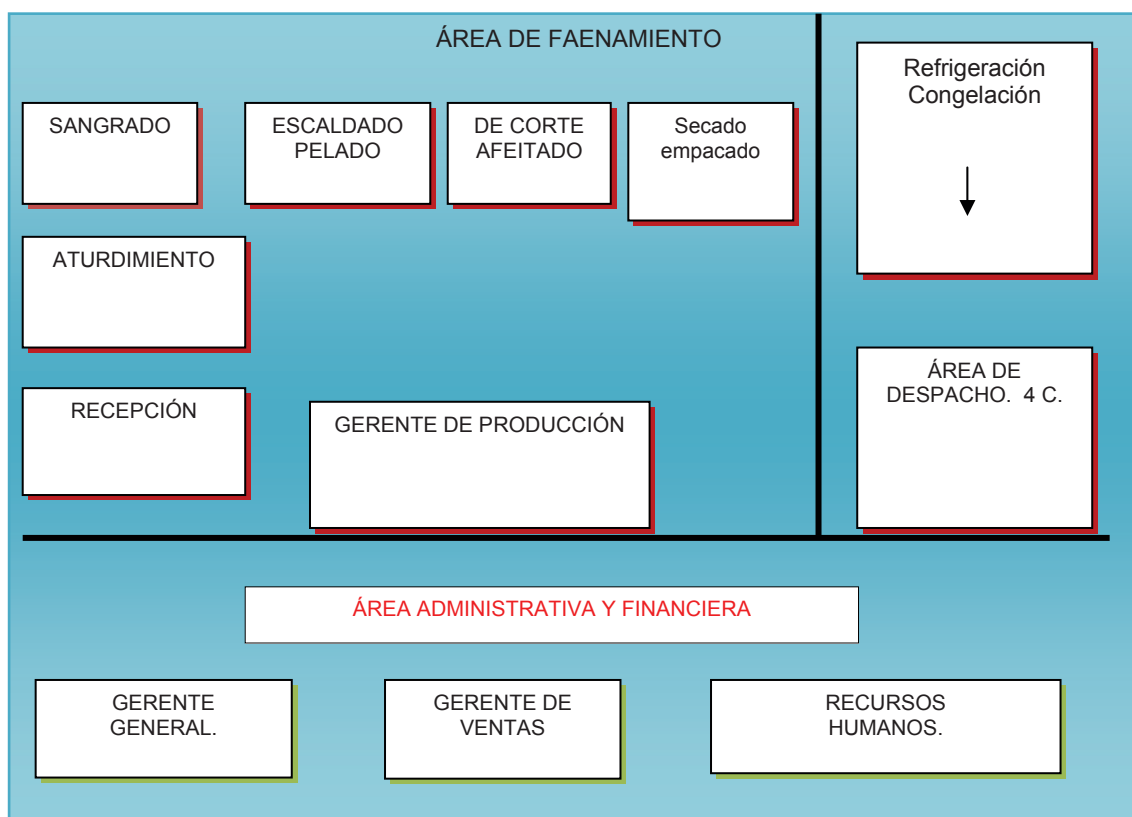 ÁREA DE FAENAMIENTO
Refrigeración
Congelación
SANGRADO
ESCALDADO
PELADO
DE CORTE
AFEITADO
Secado
empacado
ATURDIMIENTO
RECEPCIÓN
GERENTE DE PRODUCCIÓN
ÁREA DE
DESPACHO. 4 C.
ÁREA ADMINISTRATIVA Y FINANCIERA
GERENTE
GENERAL.
GERENTE DE
VENTAS
RECURSOS
HUMANOS.